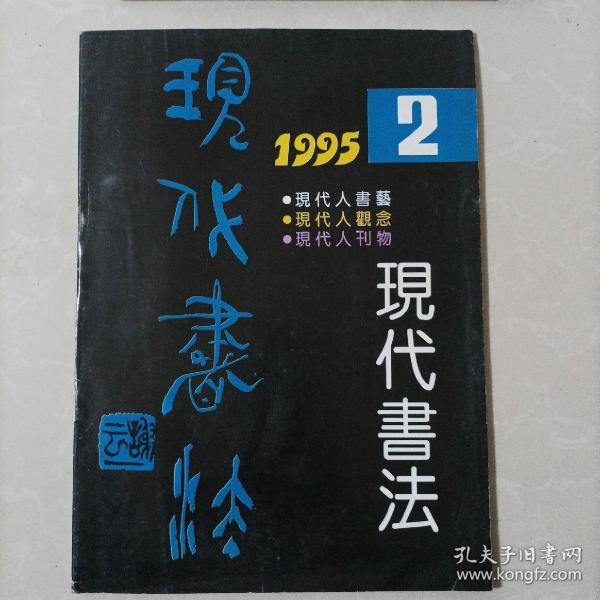 現代書法
1995
2
●現代人書藝
●現代人觀念
●現代人刊物
現代書法
孔夫子旧书网
www.kongfz.com